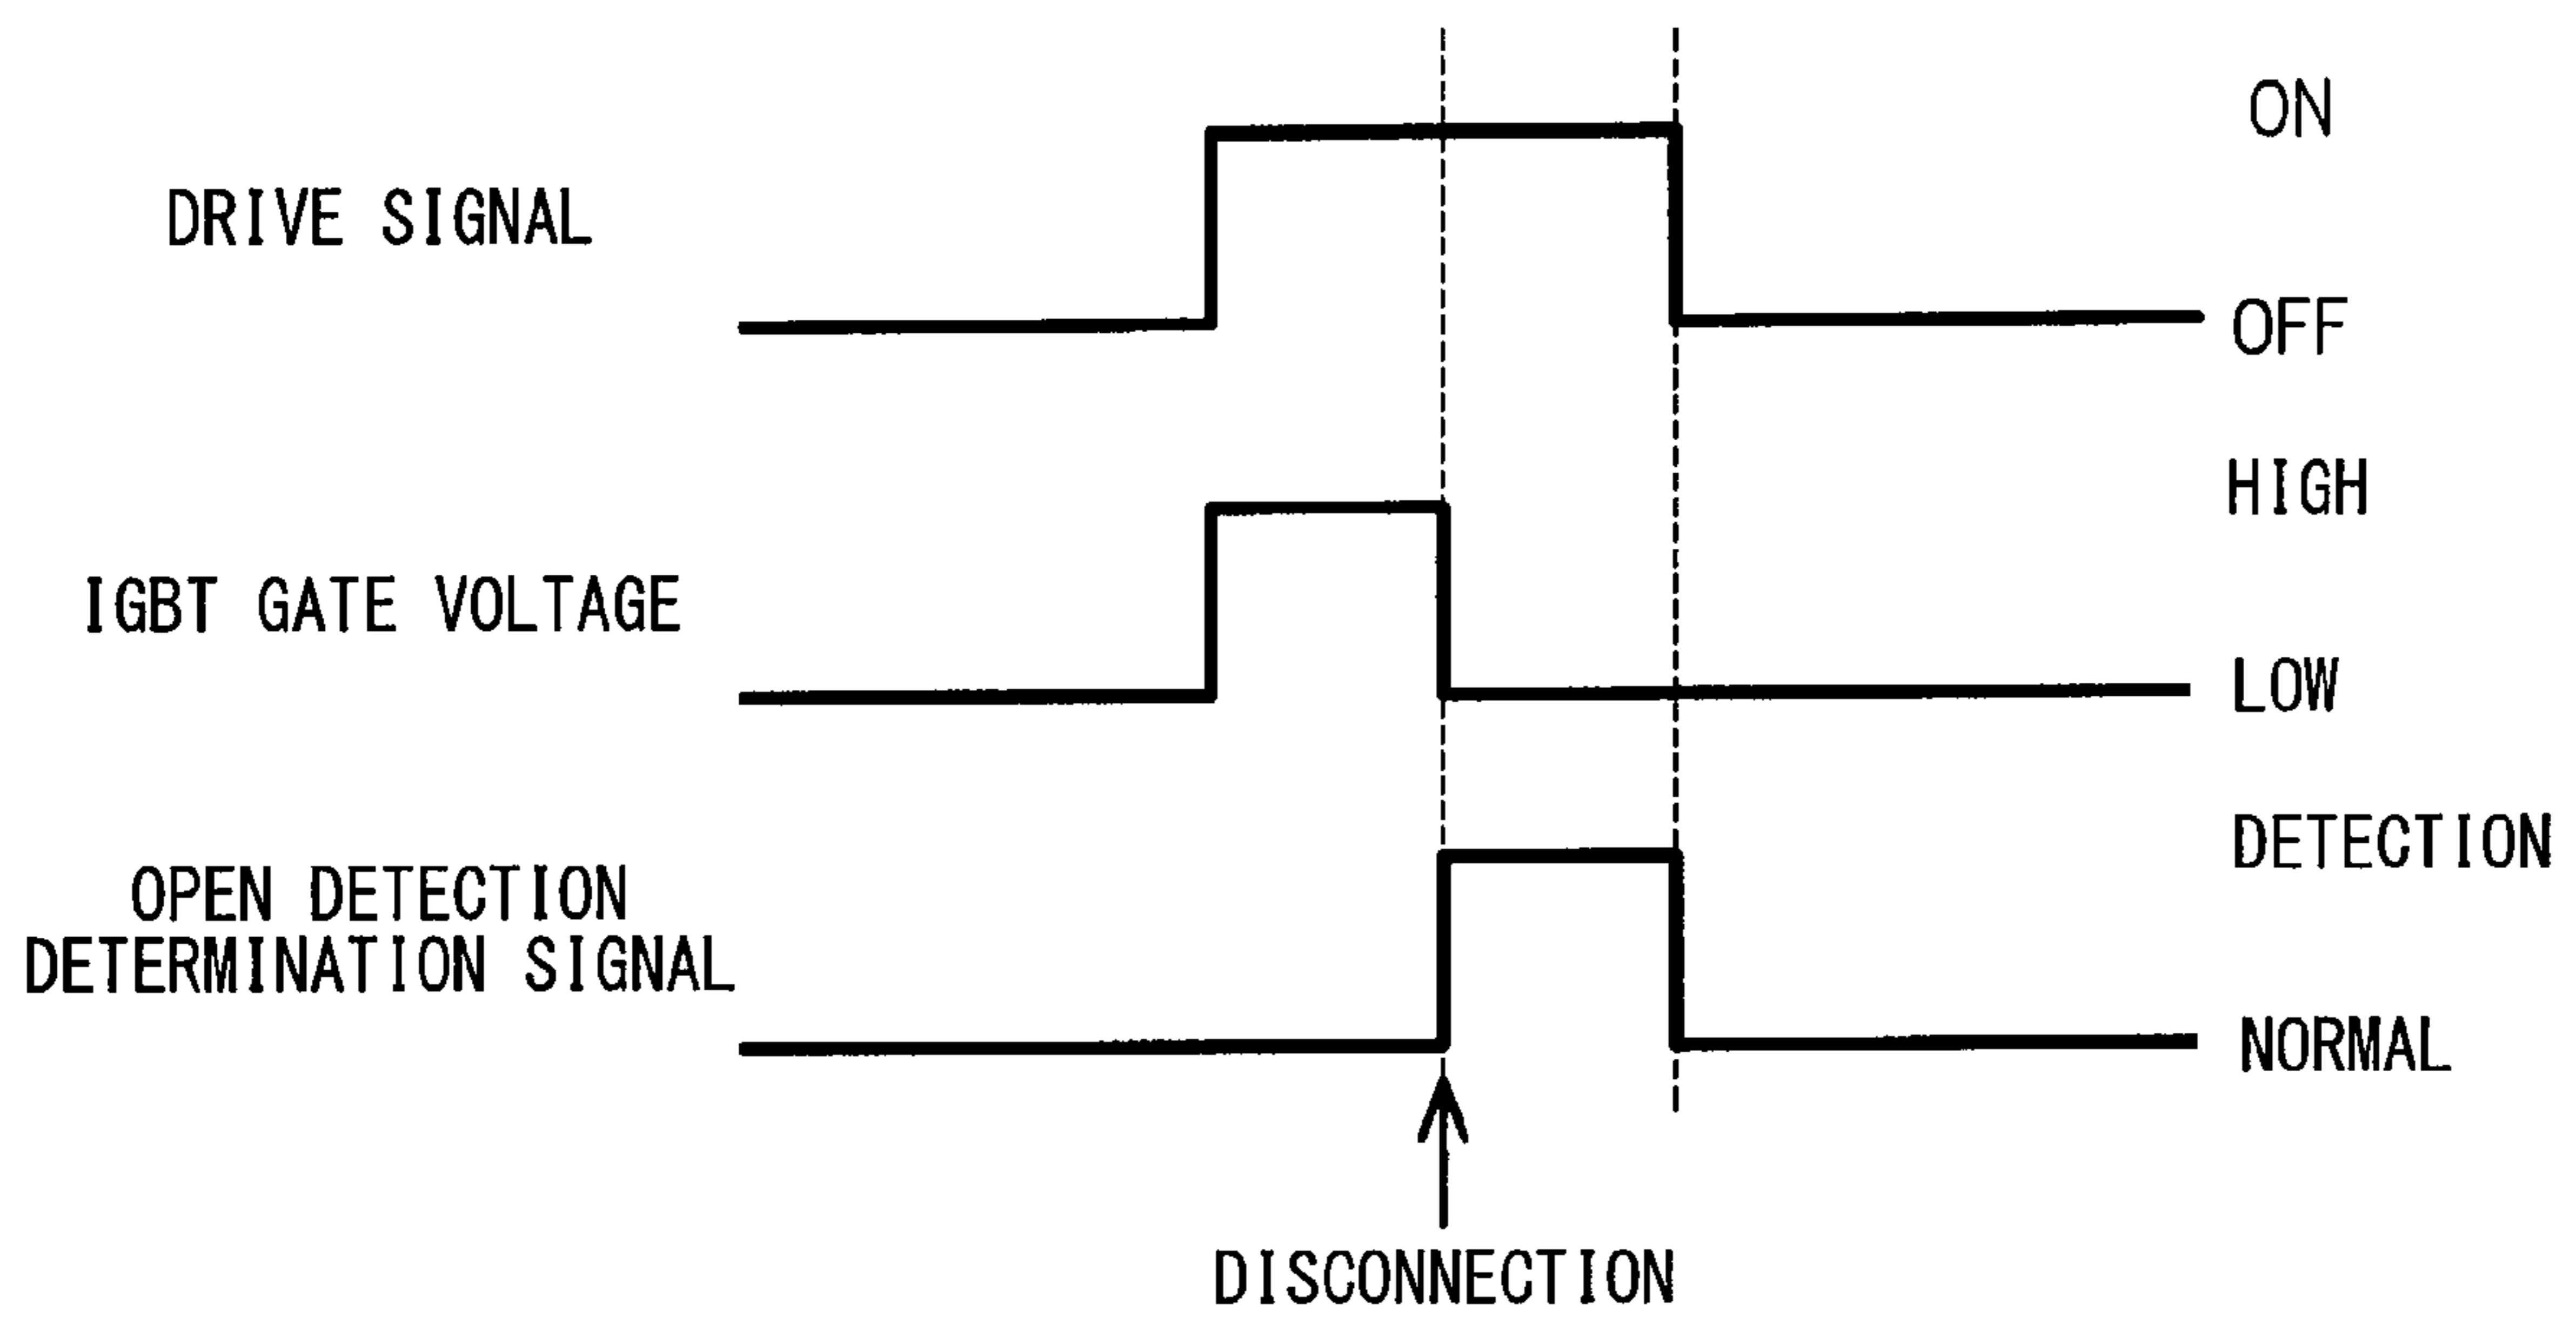 ON
DRIVE SIGNAL
OFF
HIGH
IGBT GATE VOLTAGE
LOW
DETECTION
OPEN DETECTION
DETERMINATION SIGNAL
NORMAL
DISCONNECTION